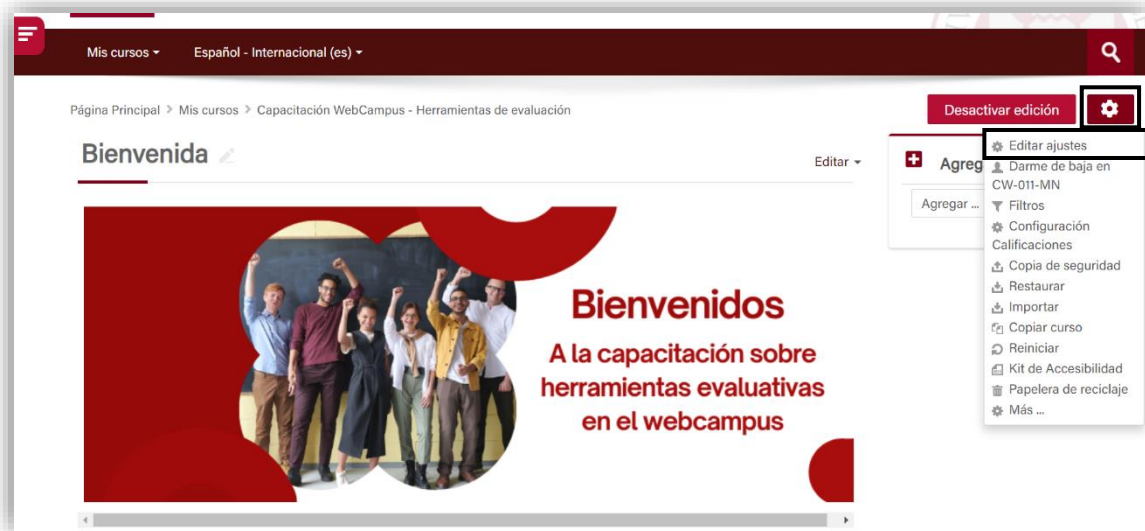 Mis cursos
Español - Internacional (es)
Página Principal > Mis cursos > Capacitación WebCampus - Herramientas de evaluación
Desactivar edición
Bienvenida
Editar
Bienvenidos
A la capacitación sobre
herramientas evaluativas
en el webcampus
Agreg
Agregar ...
Editar ajustes
Darme de baja en
CW-011-MN
Filtros
Configuración
Calificaciones
Copia de seguridad
Restaurar
Importar
Copiar curso
Reiniciar
Kit de Accesibilidad
Papelera de reciclaje
Más ...